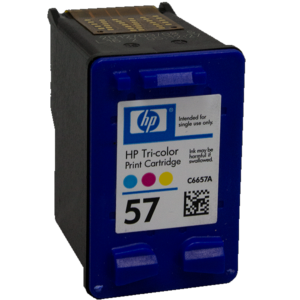 hp
Intended for
single use only.
Ink may be
harmful if
swallowed.
HP Tri-color
Print Cartridge
C6657A
57